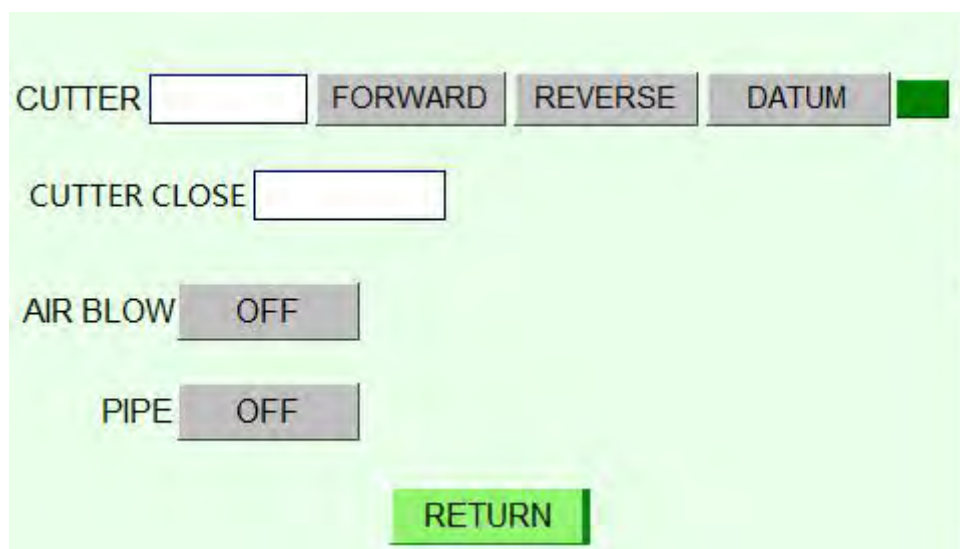 CUTTER FORWARD REVERSE DATUM
CUTTER CLOSE
AIR BLOW OFF
PIPE OFF
RETURN